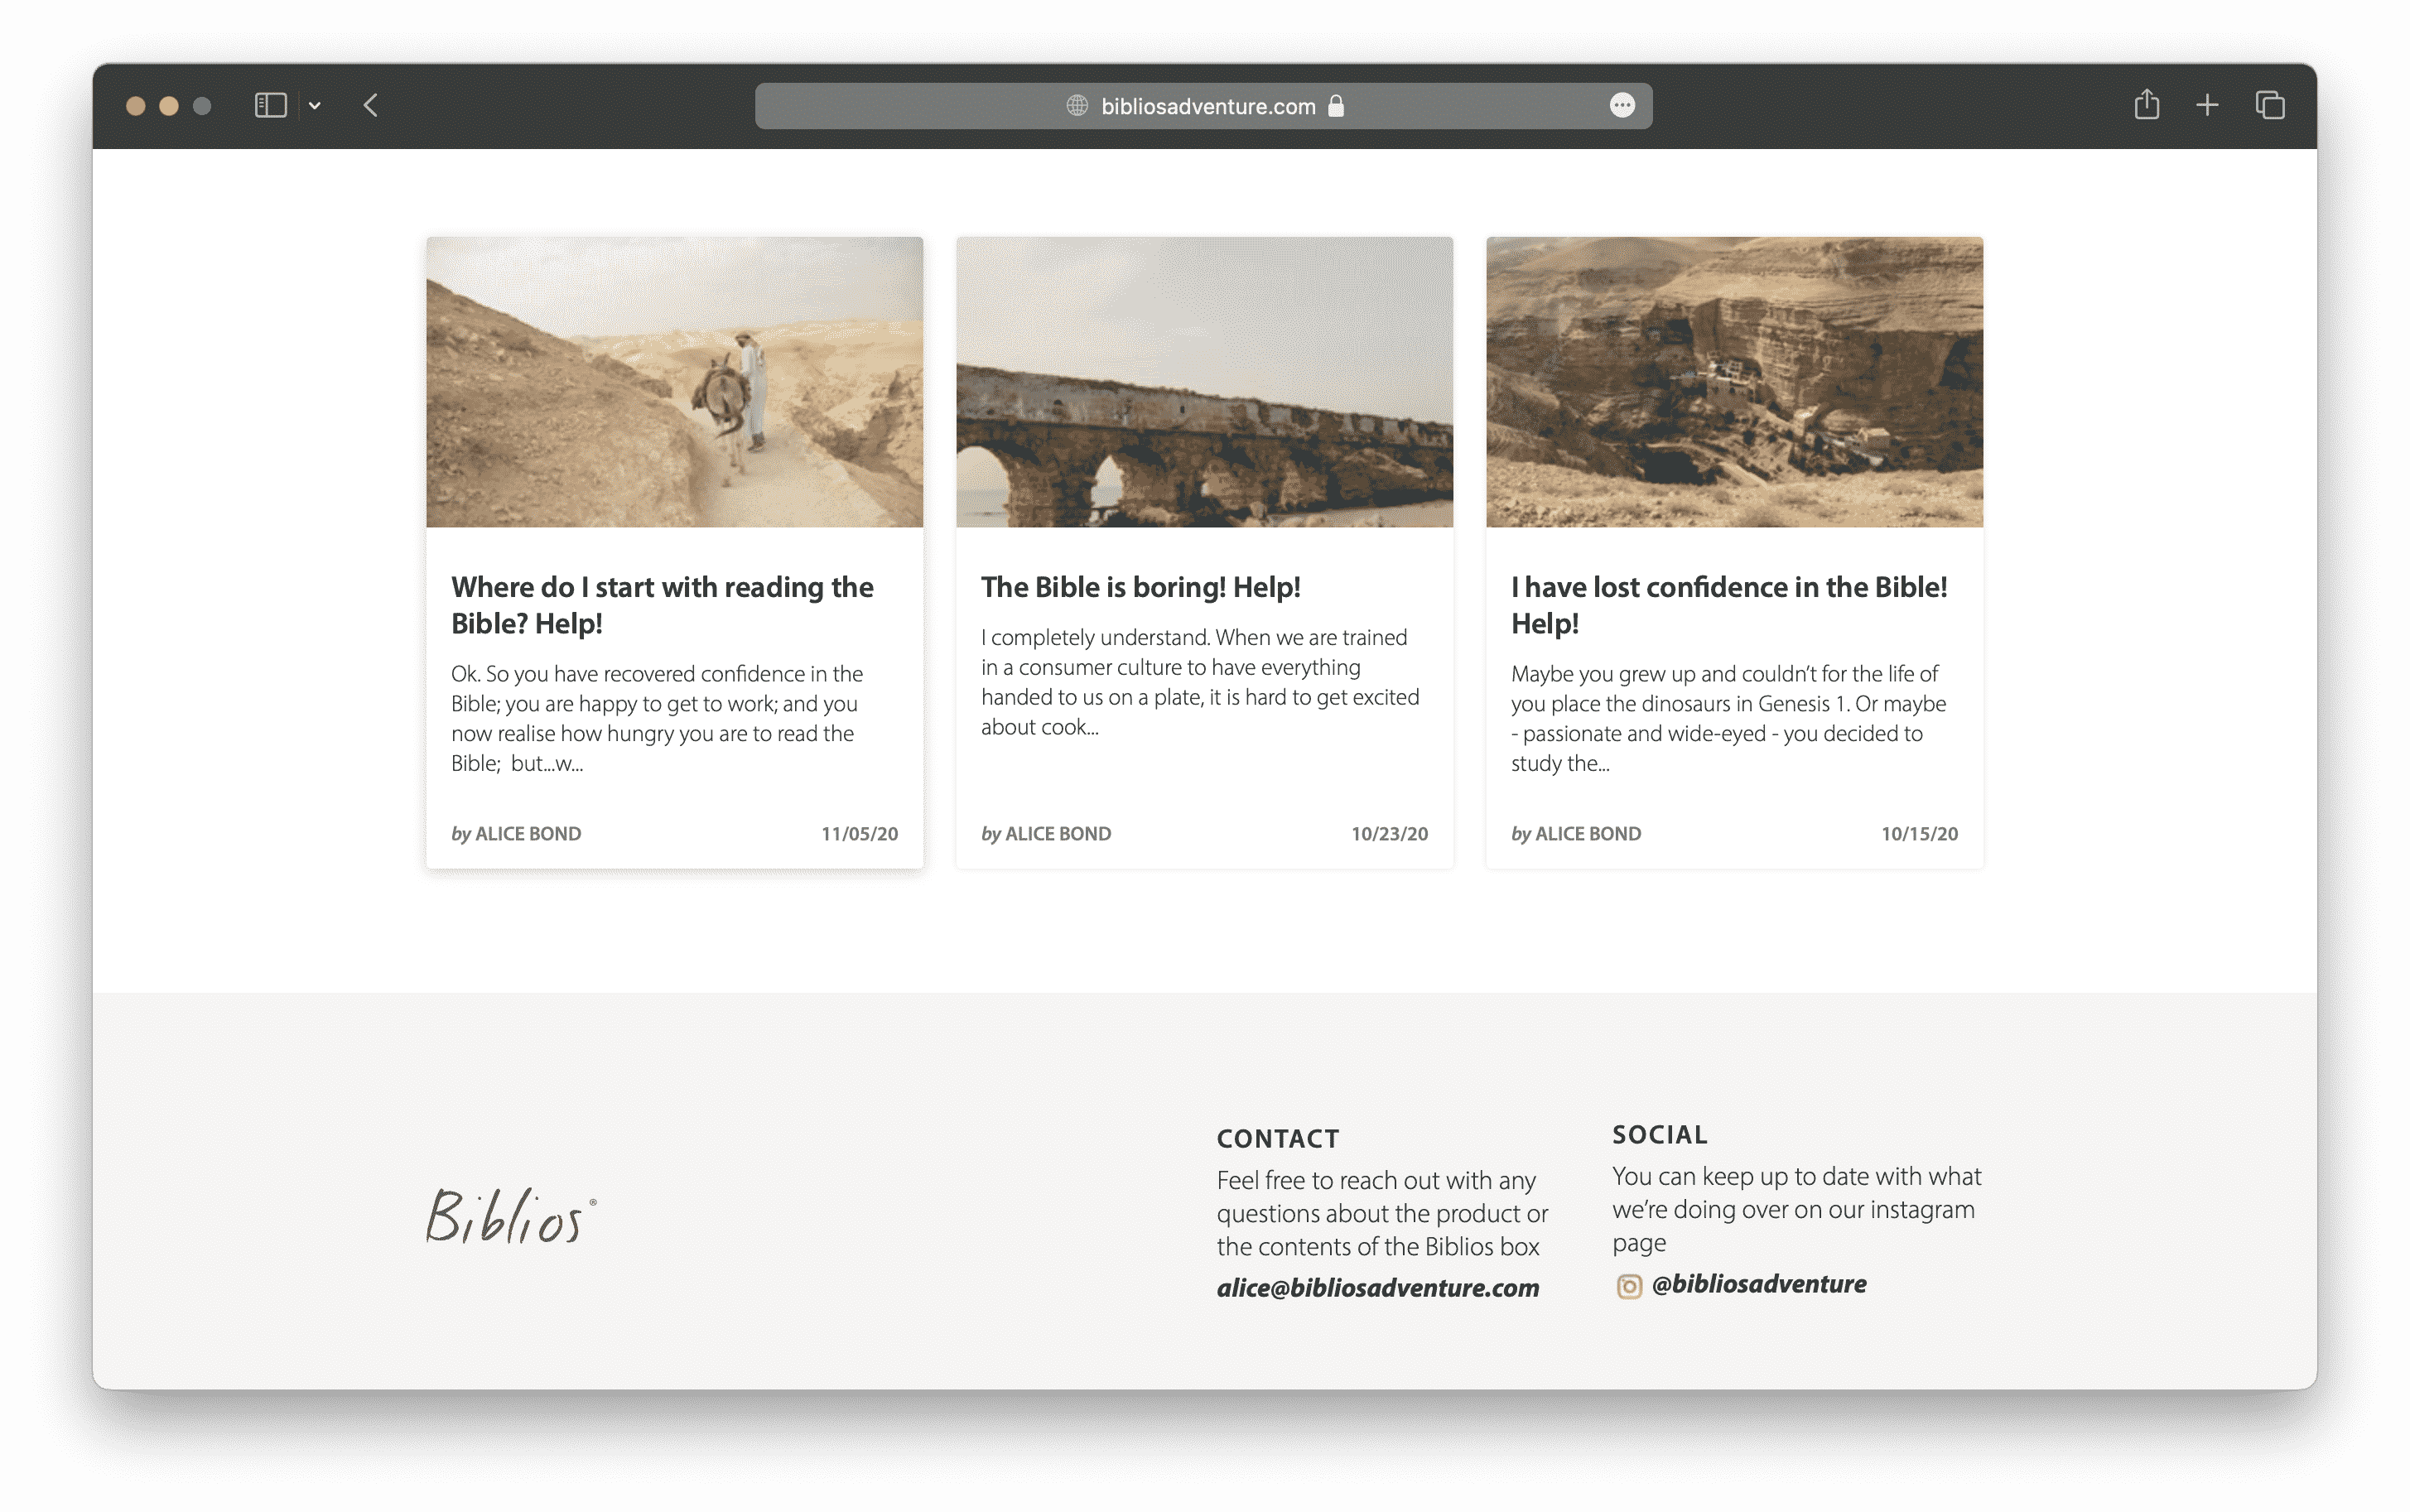 bibliosadventure.com
Where do I start with reading the
Bible? Help!
Ok. So you have recovered confidence in the
Bible; you are happy to get to work; and you
now realise how hungry you are to read the
Bible;  but...w...
by ALICE BOND
11/05/20
The Bible is boring! Help!
I completely understand. When we are trained
in a consumer culture to have everything
handed to us on a plate, it is hard to get excited
about cook...
by ALICE BOND
10/23/20
I have lost confidence in the Bible!
Help!
Maybe you grew up and couldn’t for the life of
you place the dinosaurs in Genesis 1. Or maybe
- passionate and wide-eyed - you decided to
study the...
by ALICE BOND
10/15/20
Biblios®
CONTACT
Feel free to reach out with any
questions about the product or
the contents of the Biblios box
alice@bibliosadventure.com
SOCIAL
You can keep up to date with what
we’re doing over on our instagram
page
@bibliosadventure